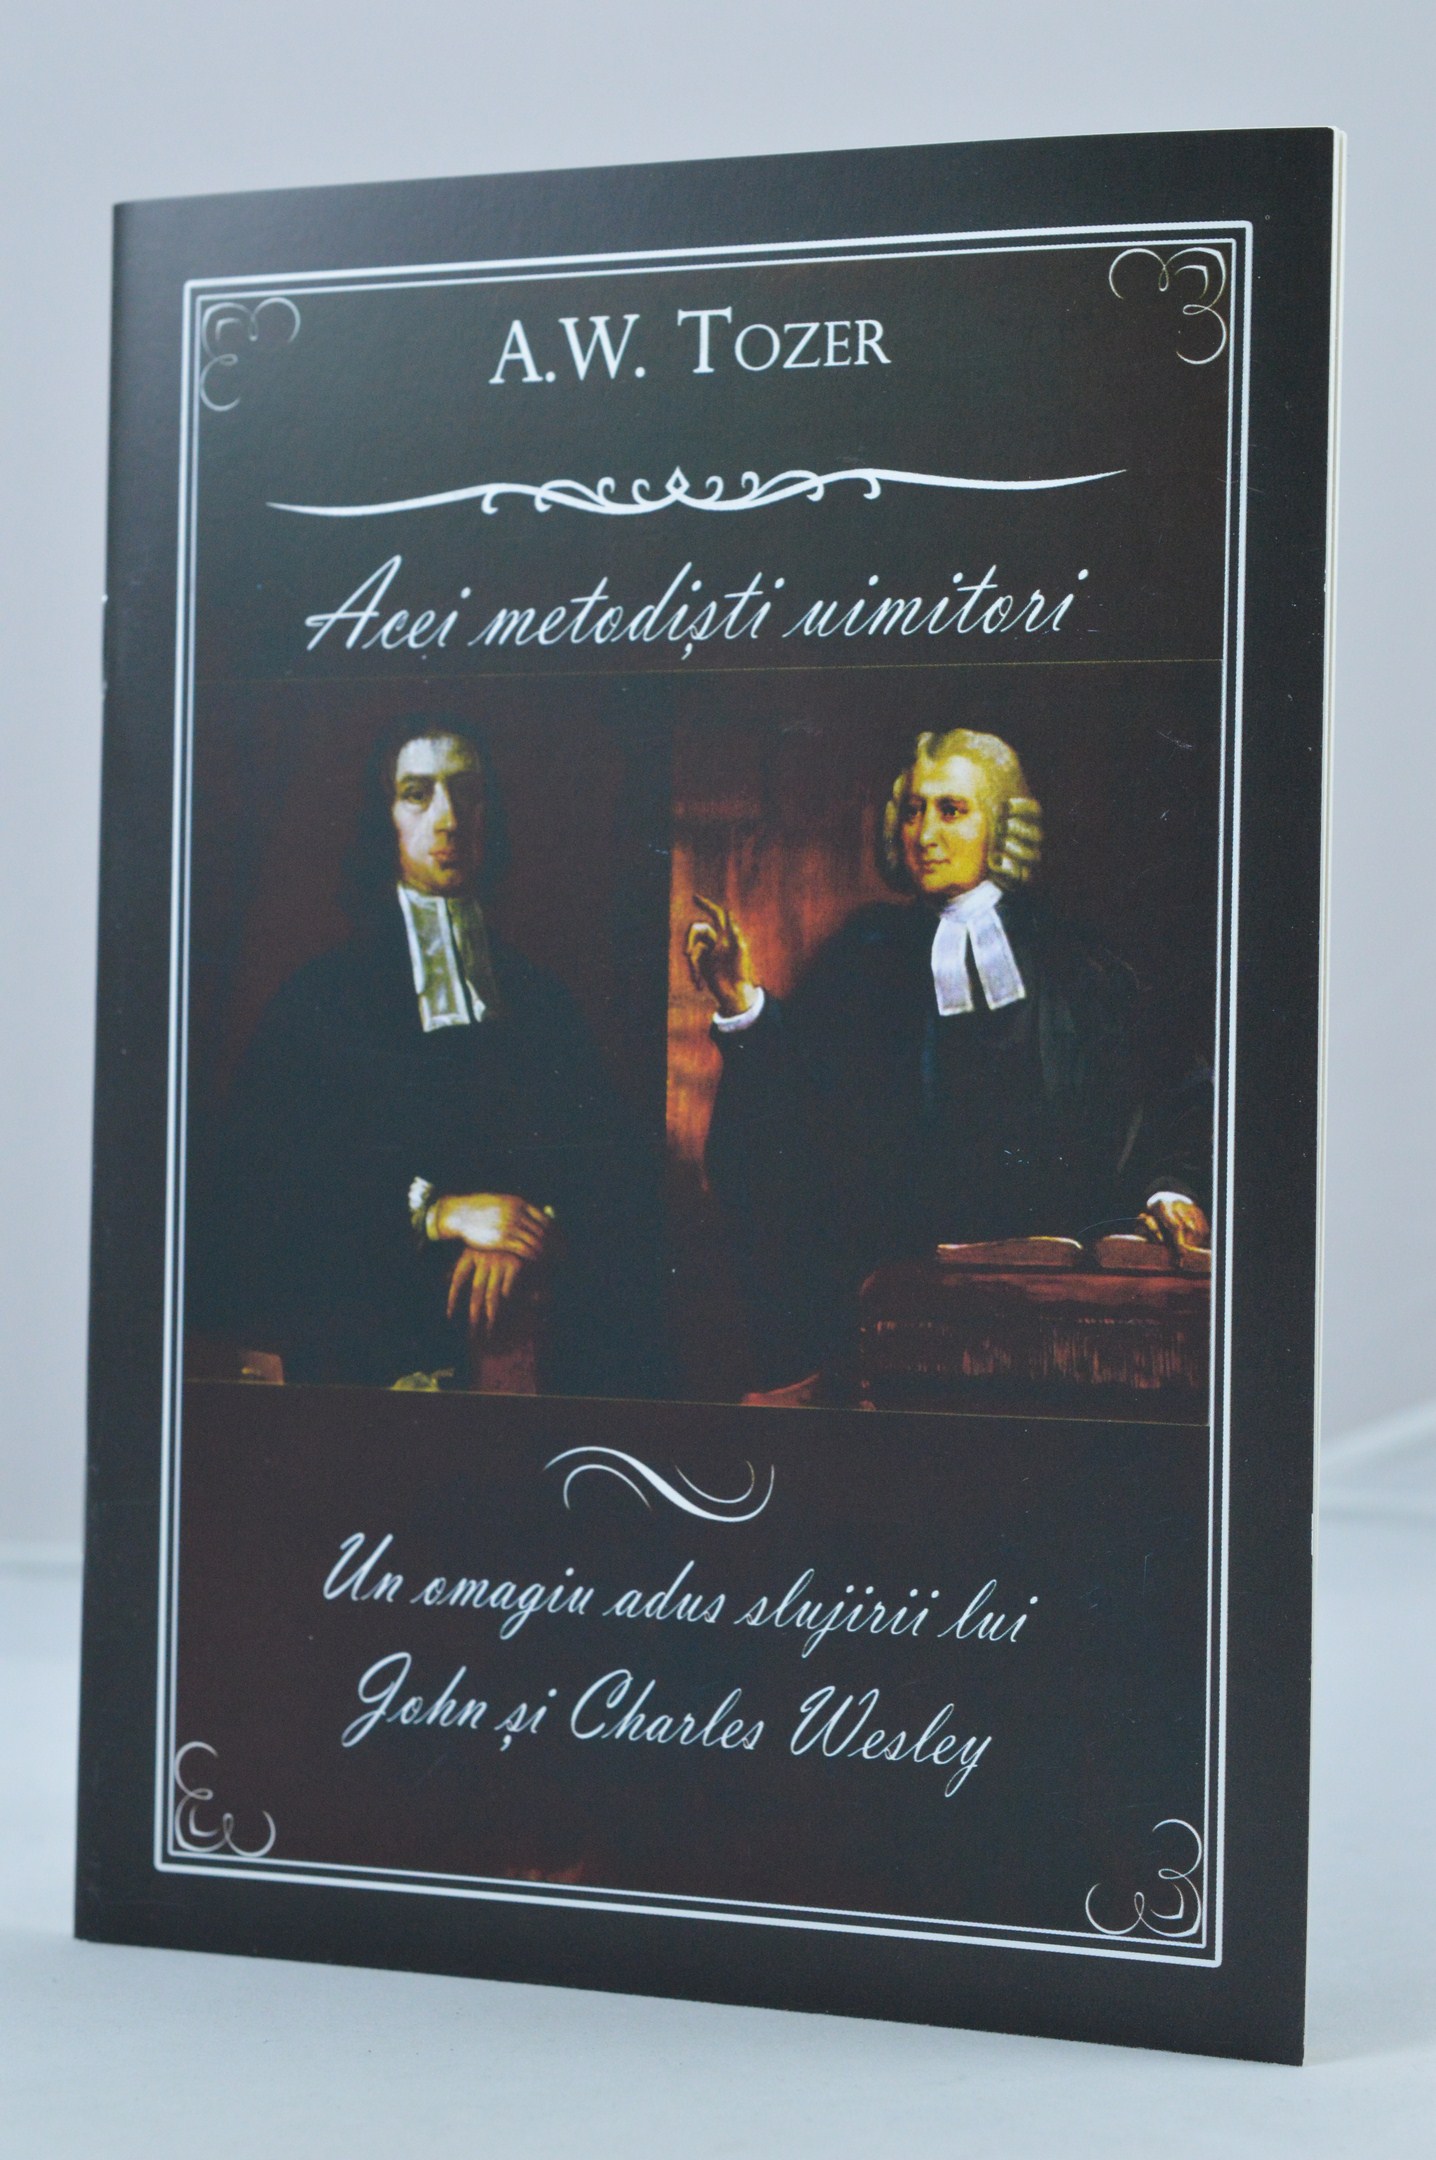 A.W. TOZER
Acei metodiști uimitori
Un omagiu adus slujirii lui
John și Charles Wesley